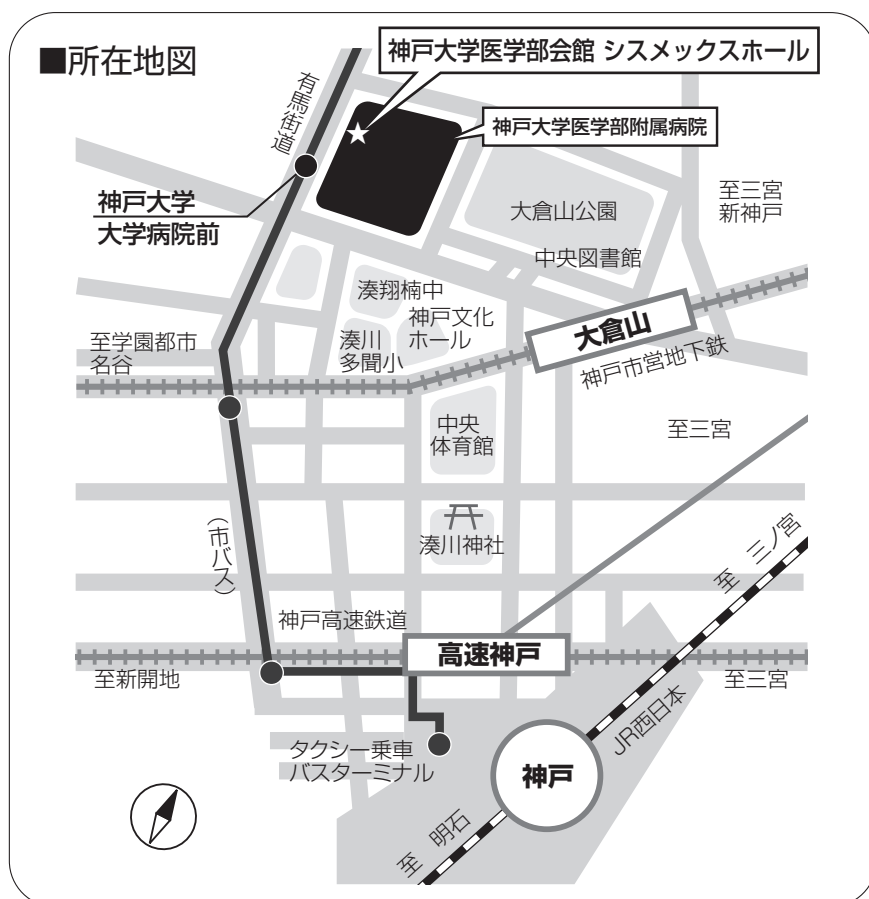 ■所在地図
神戸大学医学部会館 システメックスホール
神戸大学医学部附属病院
有馬街道
神戸大学
大学病院前
大倉山公園
至三宮
新神戸
中央図書館
湊翔楠中
神戸文化
ホール
湊川
多聞小
大倉山
神戸市営地下鉄
至学園都市
名谷
中央
体育館
至三宮
湊川神社
(市バス)
至 三ノ宮
神戸高速鉄道
高速神戸
至新開地
至三宮
JR西日本
タクシー乗車
バスターミナル
神戸
至 明石